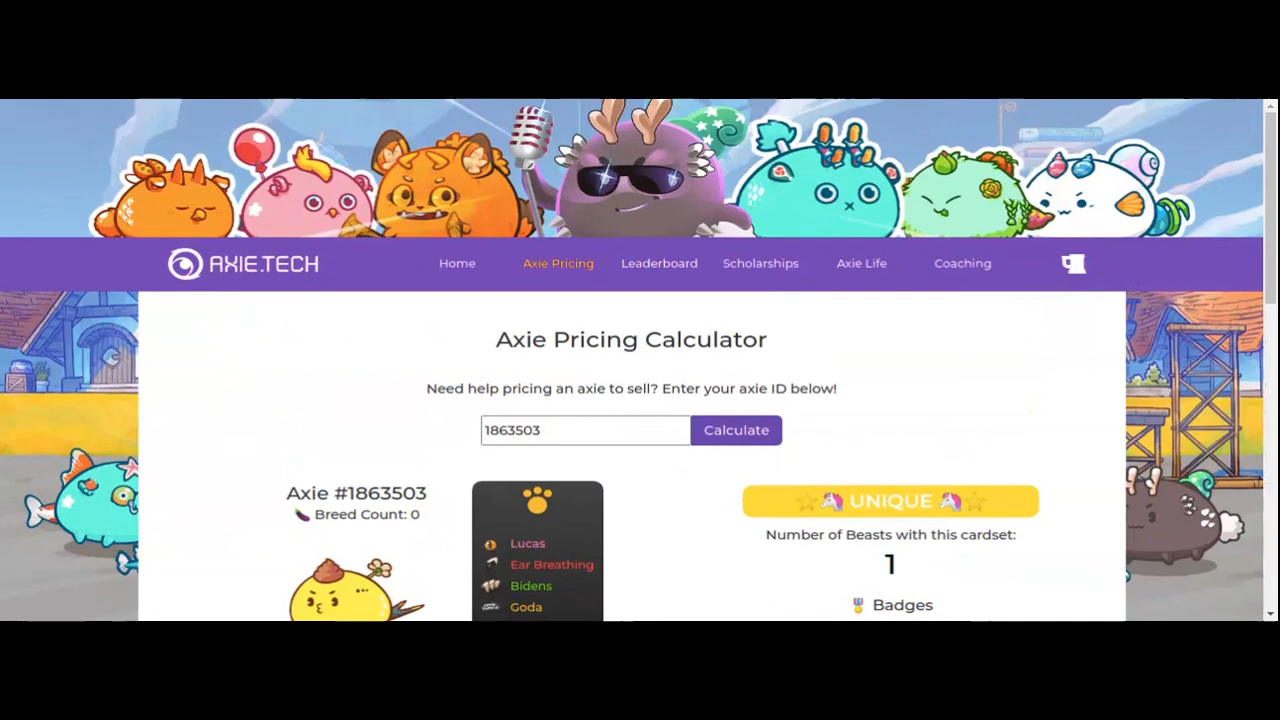 AXIE.TECH
Home Axie Pricing Leaderboard Scholarships Axie Life Coaching
Axie Pricing Calculator
Need help pricing an axie to sell? Enter your axie ID below!
1863503 Calculate
Axie #1863503
Breed Count: 0
Lucas
Ear Breathing
Bidens
Goda
UNIQUE
Number of Beasts with this cardset:
1
Badges